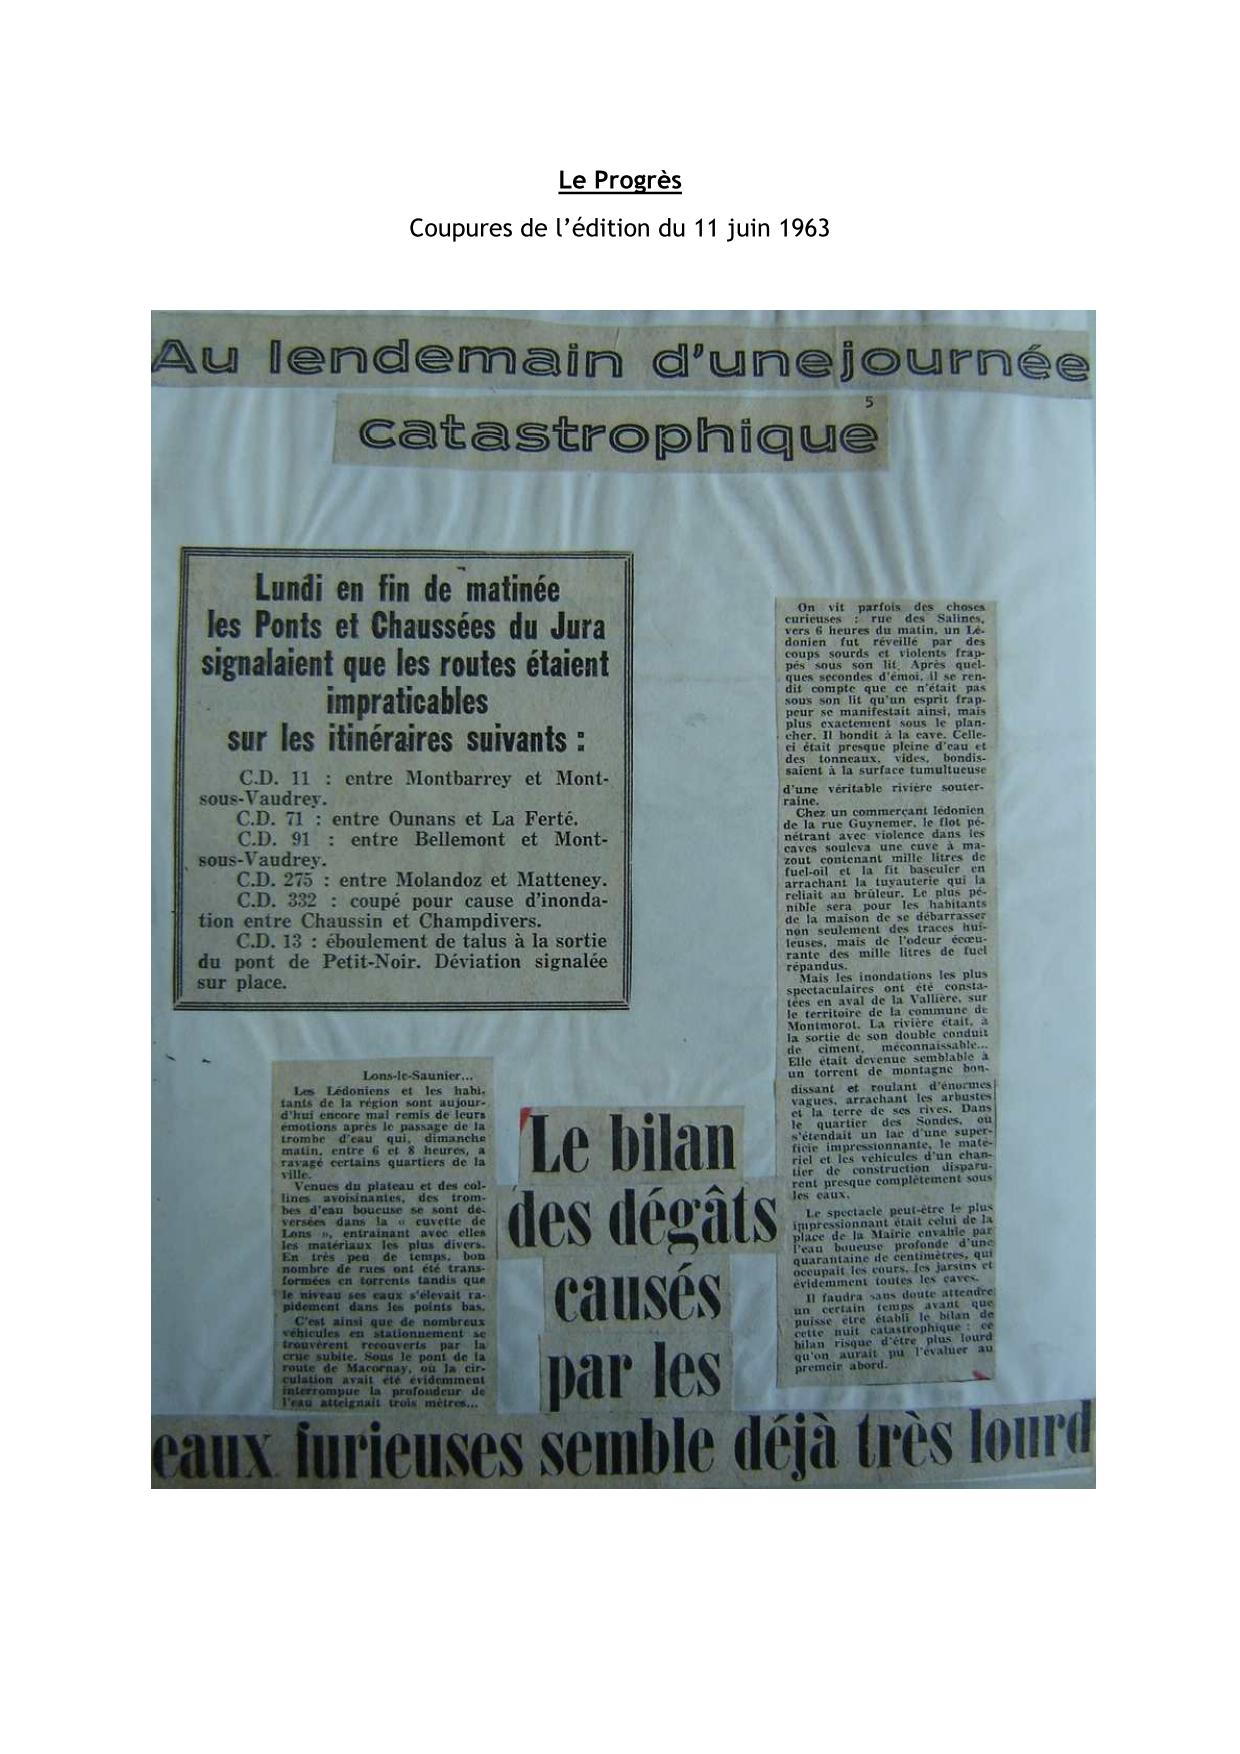 Le Progrès
Coupures de l'édition du 11 juin 1963
Au lendemain d'une journée
5
catastrophique
Lundi en fin de matinée
les Ponts et Chaussées du Jura
signalaient que les routes étaient
impraticables
sur les itinéraires suivants :
C.D. 11 : entre Montbarrey et Mont-
sous-Vaudrey.
C.D. 71 : entre Ounans et La Ferté.
C.D. 91 : entre Bellemont et Mont-
sous-Vaudrey.
C.D. 275 : entre Molandoz et Matteney.
C.D. 332 : coupé pour cause d'inonda-
tion entre Chaussin et Champdivers.
C.D. 13 : éboulement de talus à la sortie
du pont de Petit-Noir. Déviation signalée
sur place.
Lons-le-Saunier...
Les Lédoniens et les habi-
tants de la région sont aujour-
d'hui encore mal remis de leurs
émotions après le passage de la
trombe d'eau qui, dimanche
matin, entre 6 et 8 heures, a
ravagé certains quartiers de la
ville.
Venues du plateau et des col-
lines avoisinantes, des trom-
bes d'eau boueuse se sont dé-
versées dans la « cuvette de
Lons », entraînant avec elles
les matériaux les plus divers.
En très peu de temps, bon
nombre de rues ont été trans-
formées en torrents tandis que
le niveau ses eaux s'élevait ra-
pidement dans les points bas.
C'est ainsi que de nombreux
véhicules en stationnement se
trouvèrent recouverts par la
crue subite. Sous le pont de la
route de Macornay, où la cir-
culation avait été évidemment
interrompue la profondeur de
l'eau atteignait trois mètres...
Le bilan
des dégâts
causés
par les
eaux furieuses semble déjà très lourd
On vit parfois des choses
curieuses : rue des Salines,
vers 6 heures du matin, un Lé-
donien fut réveillé par des
coups sourds et violents frap-
pés sous son lit. Après quel-
ques secondes d'émoi, il se ren-
dit compte que ce n'était pas
sous son lit qu'un esprit frap-
peur se manifestait ainsi, mais
plus exactement sous le plan-
cher. Il bondit à la cave. Celle-
ci était presque pleine d'eau et
des tonneaux, vides, bondis-
saient à la surface tumultueuse
d'une véritable rivière souter-
raine.
Chez un commerçant lédonien
de la rue Guynemer, le flot pé-
nétrant avec violence dans les
caves souleva une cuve à ma-
zout contenant mille litres de
fuel-oil et la fit basculer en
arrachant la tuyauterie qui la
reliait au brûleur. Le plus pé-
nible sera pour les habitants
de la maison de se débarrasser
non seulement des traces hui-
leuses, mais de l'odeur écœu-
rante des mille litres de fuel
répandus.
Mais les inondations les plus
spectaculaires ont été consta-
tées en aval de la Vallière, sur
le territoire de la commune de
Montmorot. La rivière était, à
la sortie de son double conduit
de ciment, méconnaissable...
Elle était devenue semblable à
un torrent de montagne bon-
dissant et roulant d'énormes
vagues, arrachant les arbustes
et la terre de ses rives. Dans
le quartier des Sondes, où
s'étendait un lac d'une super-
ficie impressionnante, le maté-
riel et les véhicules d'un chan-
tier de construction disparu-
rent presque complètement sous
les eaux.
Le spectacle peut-être le plus
impressionnant était celui de la
place de la Mairie envahie par
l'eau boueuse profonde d'une
quarantaine de centimètres, qui
occupait les cours, les jarsins et
évidemment toutes les caves.
Il faudra sans doute attendre
un certain temps avant que
puisse être établi le bilan de
cette nuit catastrophique : ce
bilan risque d'être plus lourd
qu'on aurait pu l'évaluer au
premeir abord.